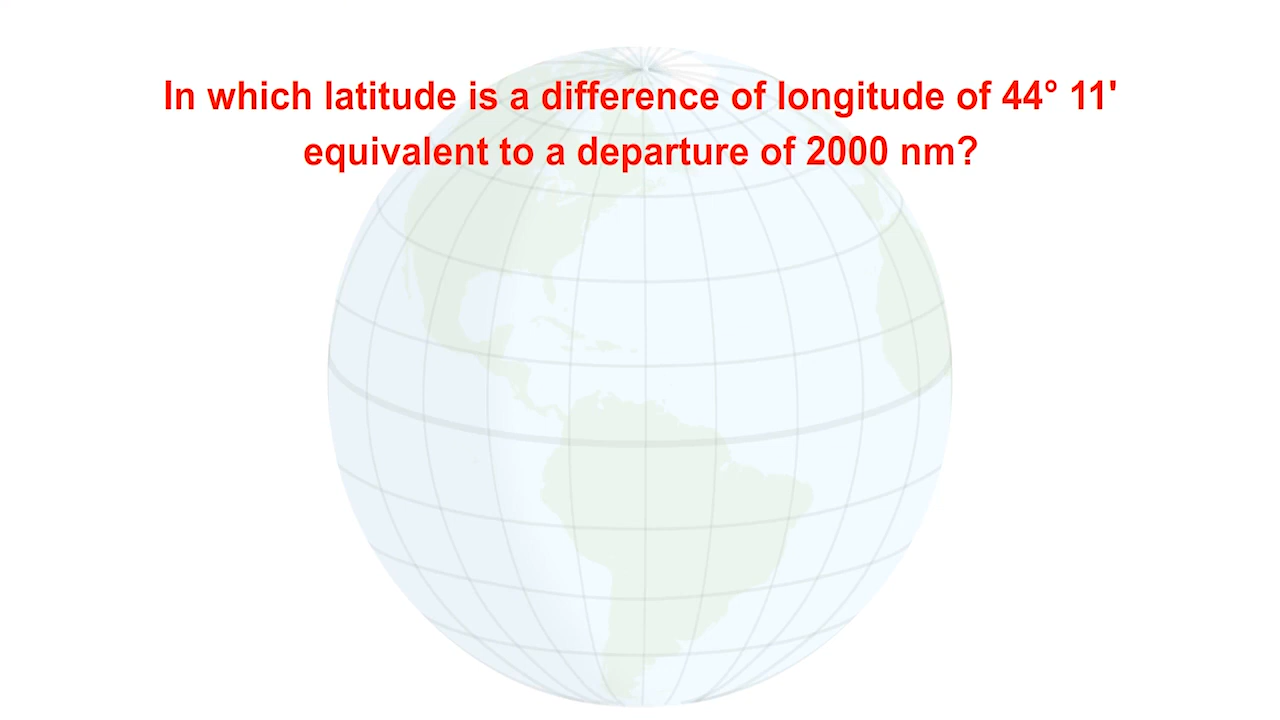 In which latitude is a difference of longitude of 44° 11'
equivalent to a departure of 2000 nm?